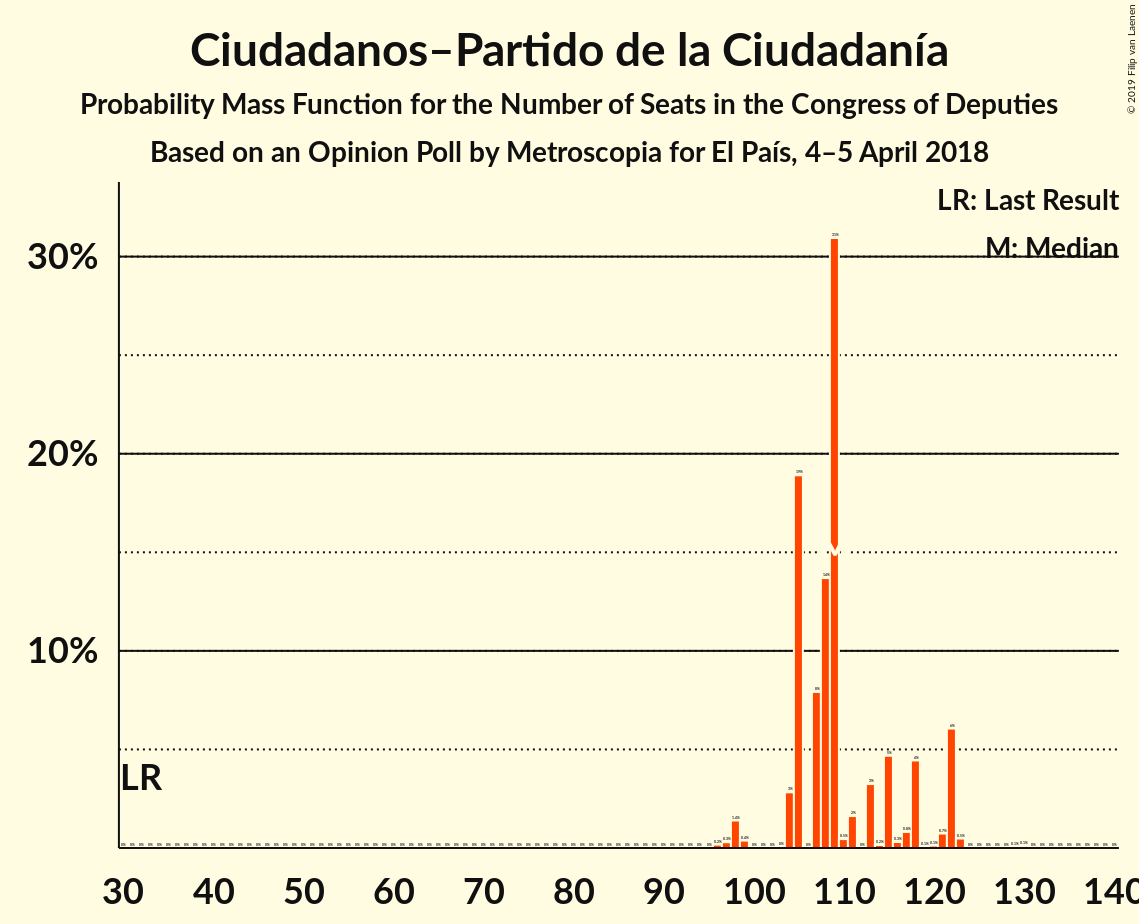 Ciudadanos–Partido de la Ciudadanía
Probability Mass Function for the Number of Seats in the Congress of Deputies
Based on an Opinion Poll by Metroscopia for El País, 4–5 April 2018
© 2019 Filip van Laenen
LR: Last Result
M: Median
30%
20%
10%
LR
30 40 50 60 70 80 90 100 110 120 130 140